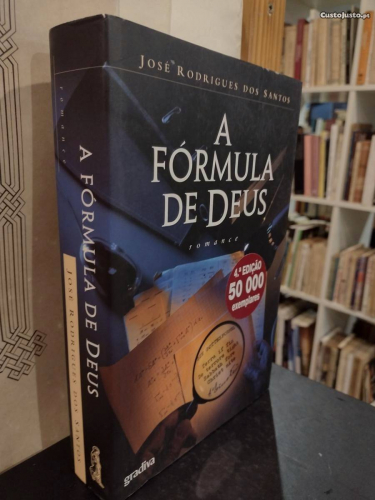 CustoJusto.pt
JOSÉ RODRIGUES DOS SANTOS
A
FÓRMULA
DE DEUS
romance
4.ª EDIÇÃO
50 000
exemplares
gradiva
romance
A FÓRMULA DE DEUS
JOSÉ RODRIGUES DOS SANTOS